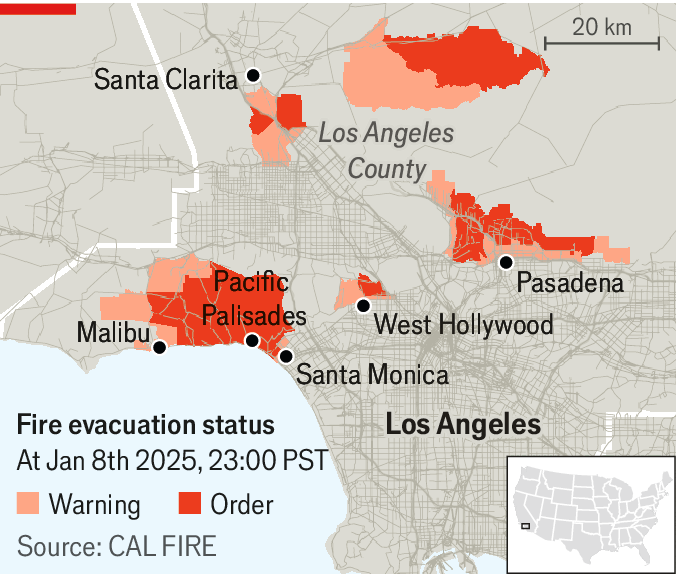 20 km
Santa Clarita
Los Angeles
County
Pasadena
Pacific
Palisades
Malibu
West Hollywood
Santa Monica
Los Angeles
Fire evacuation status
At Jan 8th 2025, 23:00 PST
Warning
Order
Source: CAL FIRE